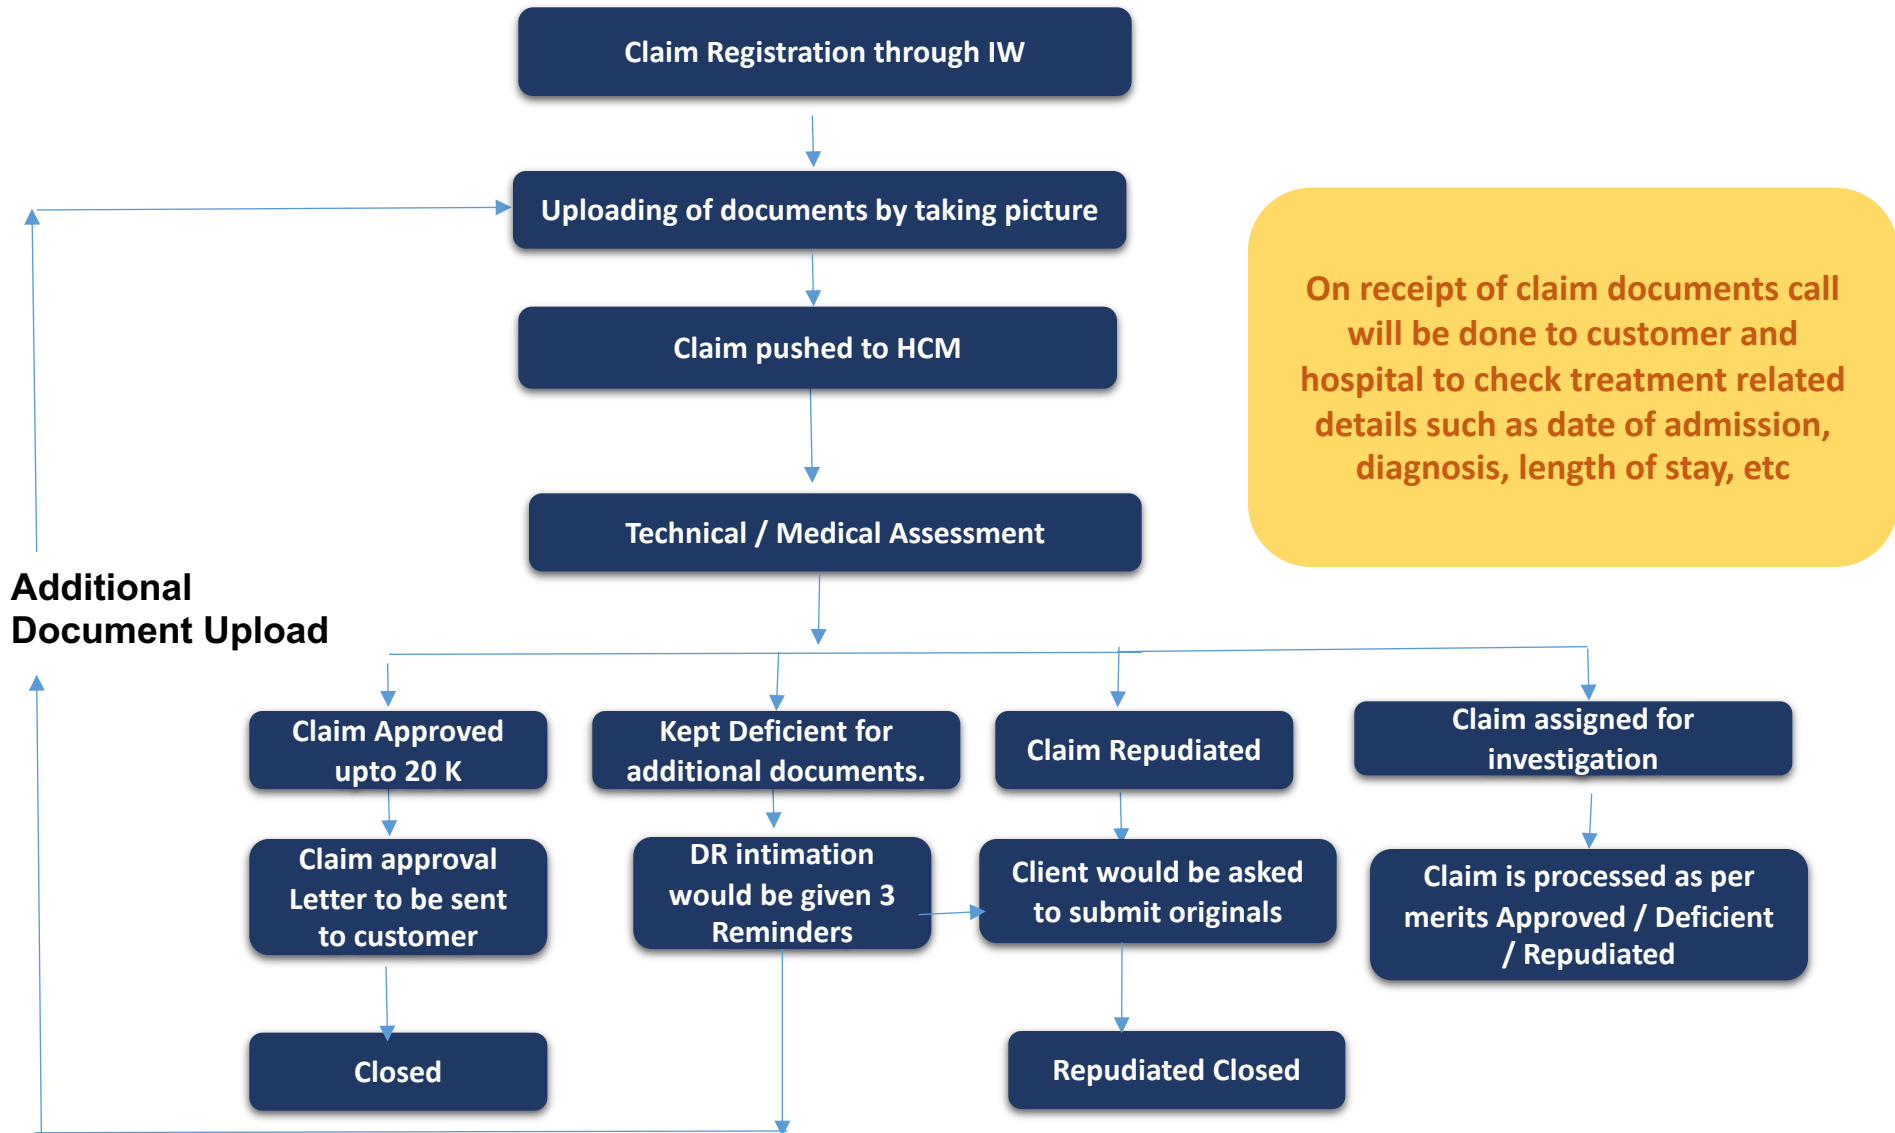 Claim Registration through IW
Uploading of documents by taking picture
Claim pushed to HCM
On receipt of claim documents call
will be done to customer and
hospital to check treatment related
details such as date of admission,
diagnosis, length of stay, etc
Technical / Medical Assessment
Additional
Document Upload
Claim Approved
upto 20 K
Kept Deficient for
additional documents.
Claim Repudiated
Claim assigned for
investigation
Claim approval
Letter to be sent
to customer
DR intimation
would be given 3
Reminders
Client would be asked
to submit originals
Claim is processed as per
merits Approved / Deficient
/ Repudiated
Closed
Repudiated Closed